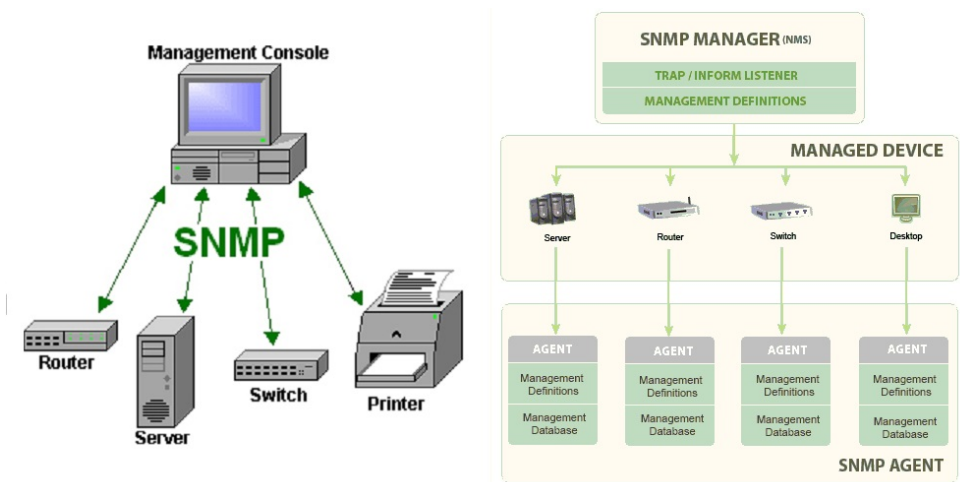 Management Console
SNMP
Router
Server
Switch
Printer
SNMP MANAGER (NMS)
TRAP / INFORM LISTENER
MANAGEMENT DEFINITIONS
MANAGED DEVICE
Server
Router
Switch
Desktop
AGENT
Management
Definitions
Management
Database
AGENT
Management
Definitions
Management
Database
AGENT
Management
Definitions
Management
Database
AGENT
Management
Definitions
Management
Database
SNMP AGENT